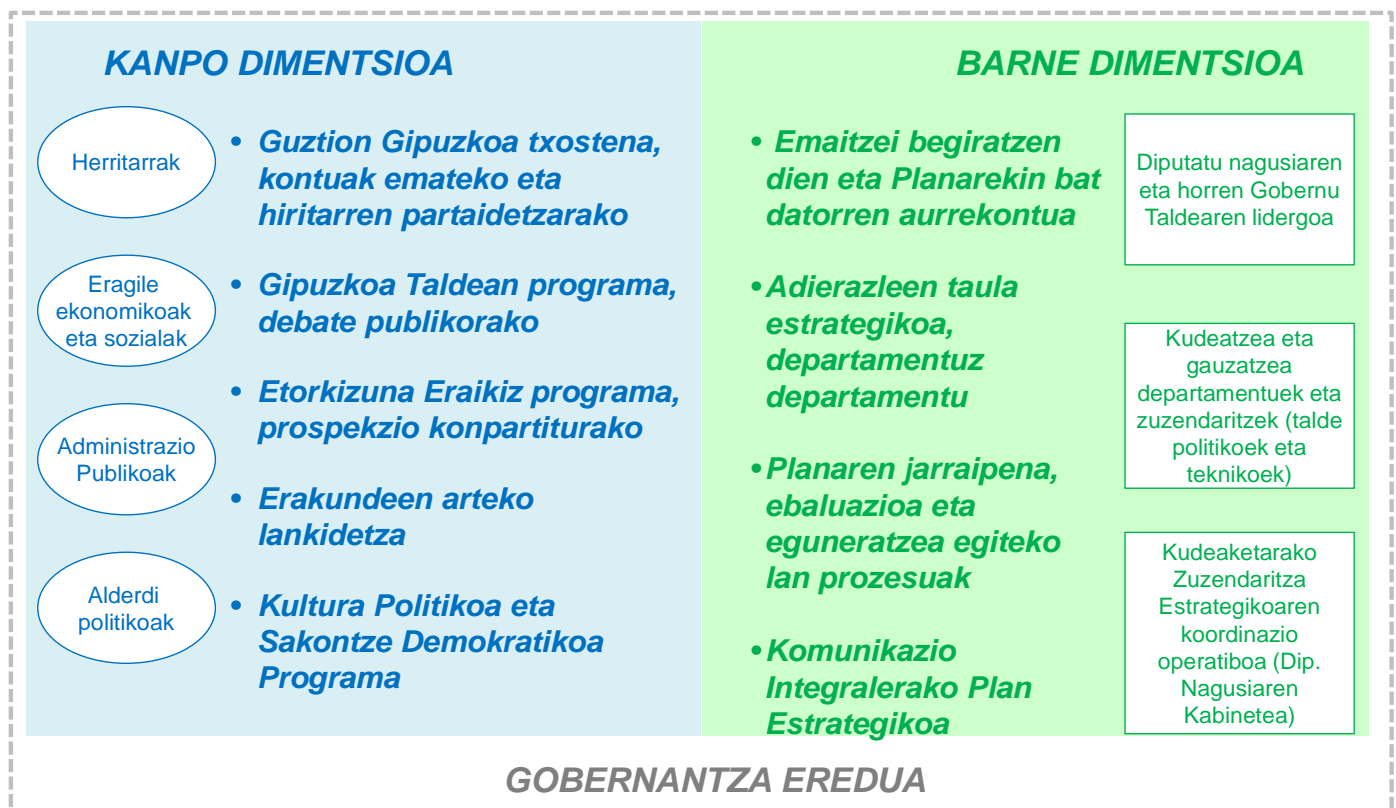 KANPO DIMENTSIOA
Herritarrak
Eragile
ekonomikoak
eta sozialak
Administrazio
Publikoak
Alderdi
politikoak
• Guztion Gipuzkoa txostena,
kontuak emateko eta
hiritarren partaidetzarako
• Gipuzkoa Taldean programa,
debate publikorako
• Etorkizuna Eraikiz programa,
prospekzio konpartiturako
• Erakundeen arteko
lankidetza
• Kultura Politikoa eta
Sakontze Demokratikoa
Programa
BARNE DIMENTSIOA
• Emaitzei begiratzen
dien eta Planarekin bat
datorren aurrekontua
• Adierazleen taula
estrategikoa,
departamentuz
departamentu
• Planaren jarraipena,
ebaluazioa eta
eguneratzea egiteko
lan prozesuak
• Komunikazio
Integralerako Plan
Estrategikoa
Diputatu nagusiaren
eta horren Gobernu
Taldearen lidergoa
Kudeatzea eta
gauzatzea
departamentuek eta
zuzendaritzek (talde
politikoek eta
teknikoek)
Kudeaketarako
Zuzendaritza
Estrategikoaren
koordinazio
operatiboa (Dip.
Nagusiaren
Kabinetea)
GOBERNANTZA EREDUA